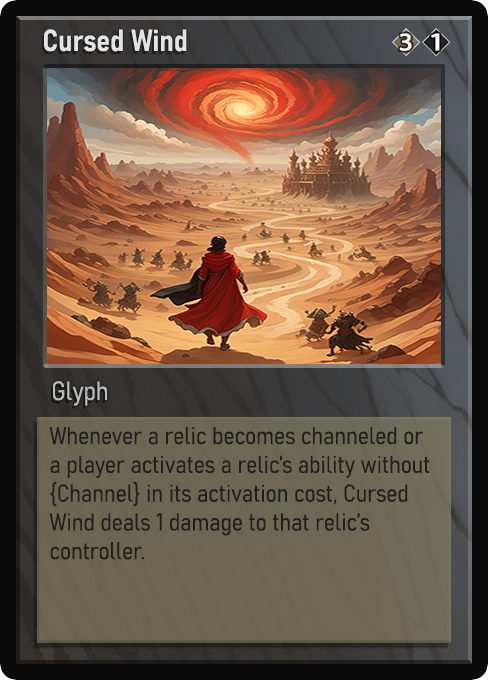 Cursed Wind 3 1
Glyph
Whenever a relic becomes channeled or
a player activates a relic's ability without
{Channel} in its activation cost, Cursed
Wind deals 1 damage to that relic's
controller.